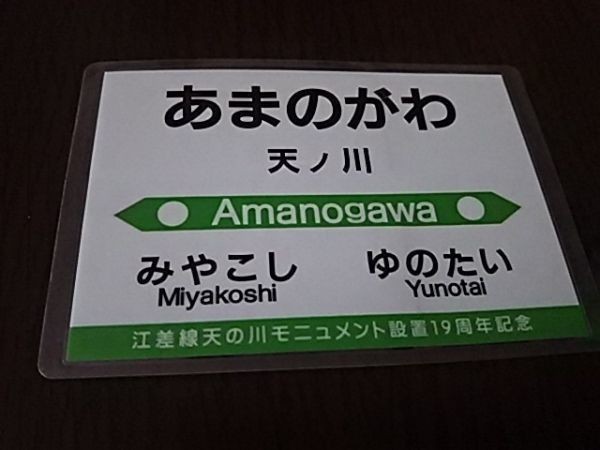 あまのがわ
天ノ川
Amanogawa
みやこし ゆのたい
Miyakoshi Yunotai
江差線天の川モニュメント設置19周年記念